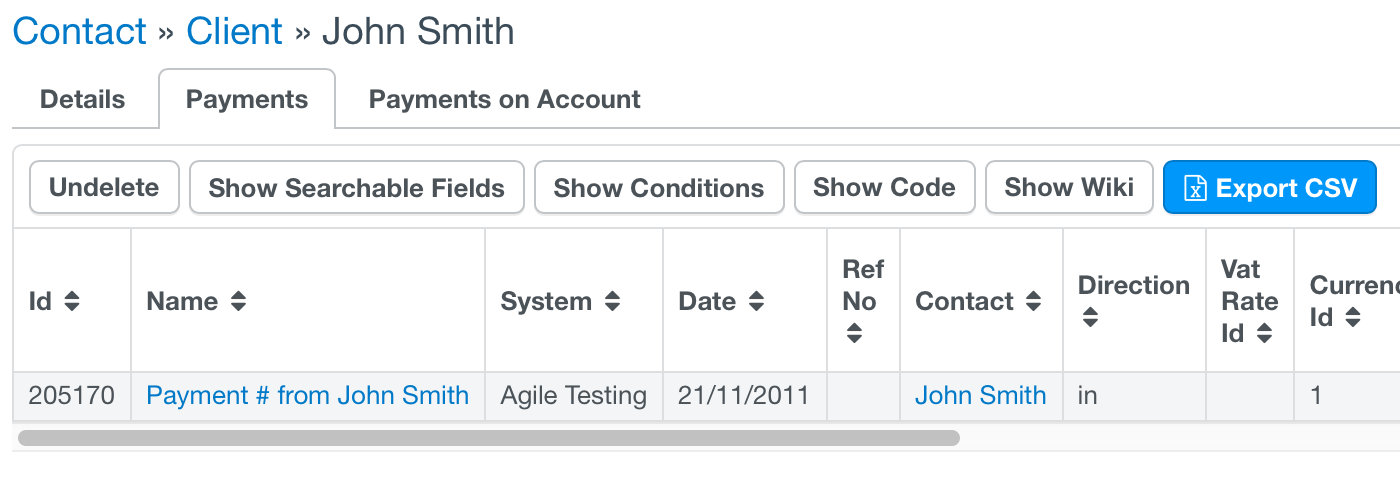 Contact » Client » John Smith
Details Payments Payments on Account
Undelete Show Searchable Fields Show Conditions Show Code Show Wiki Export CSV
Id Name System Date Ref No Contact Direction Vat Rate Id Currenc Id
205170 Payment # from John Smith Agile Testing 21/11/2011 John Smith in 1